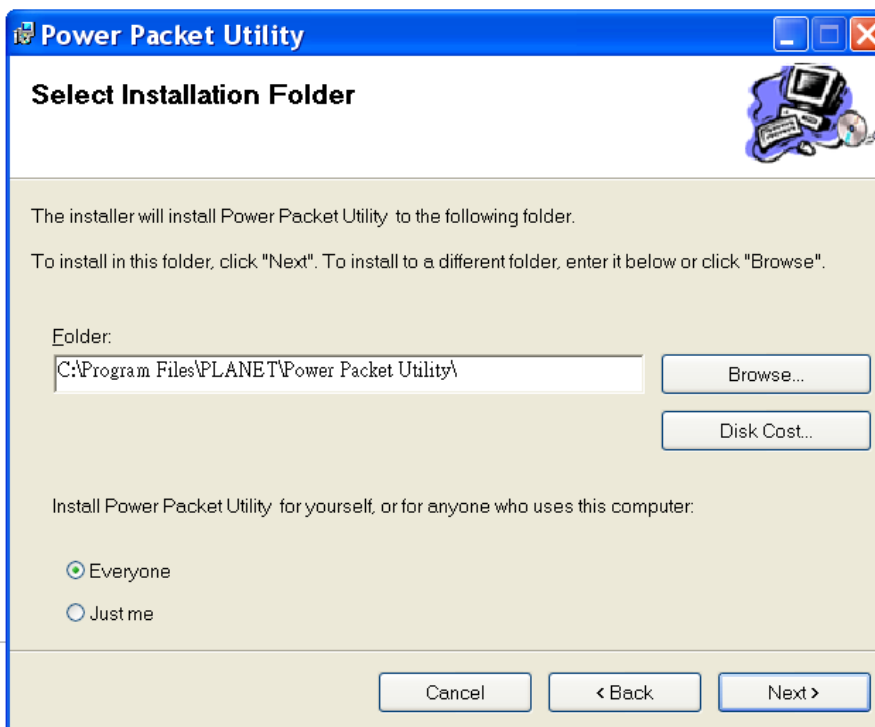 Power Packet Utility
Select Installation Folder
The installer will install Power Packet Utility to the following folder.
To install in this folder, click "Next". To install to a different folder, enter it below or click "Browse".
Folder:
C:\Program Files\PLANET\Power Packet Utility\
Browse...
Disk Cost...
Install Power Packet Utility for yourself, or for anyone who uses this computer:
Everyone
Just me
Cancel
< Back
Next >